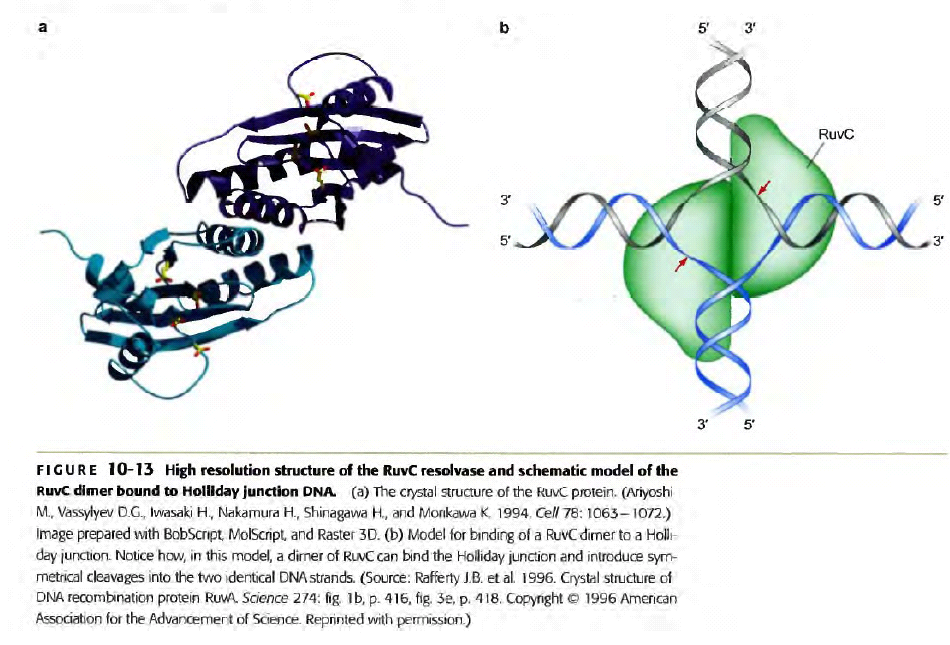 a
b
5′ 3′
RuvC
3′
5′
5′
3′
3′ 5′
FIGURE 10-13 High resolution structure of the RuvC resolvase and schematic model of the
RuvC dimer bound to Holliday junction DNA. (a) The crystal structure of the RuvC protein. (Ariyoshi
M., Vassylyev D.G., Iwasaki H., Nakamura H., Shinagawa H., and Morikawa K. 1994. Cell 78: 1063–1072.)
Image prepared with BobScript, MolScript, and Raster 3D. (b) Model for binding of a RuvC dimer to a Holli-
day junction. Notice how, in this model, a dimer of RuvC can bind the Holliday junction and introduce sym-
metrical cleavages into the two identical DNA strands. (Source: Rafferty J.B. et al. 1996. Crystal structure of
DNA recombination protein RuvA. Science 274: fig. 1b, p. 416, fig. 3e, p. 418. Copyright © 1996 American
Association for the Advancement of Science. Reprinted with permission.)